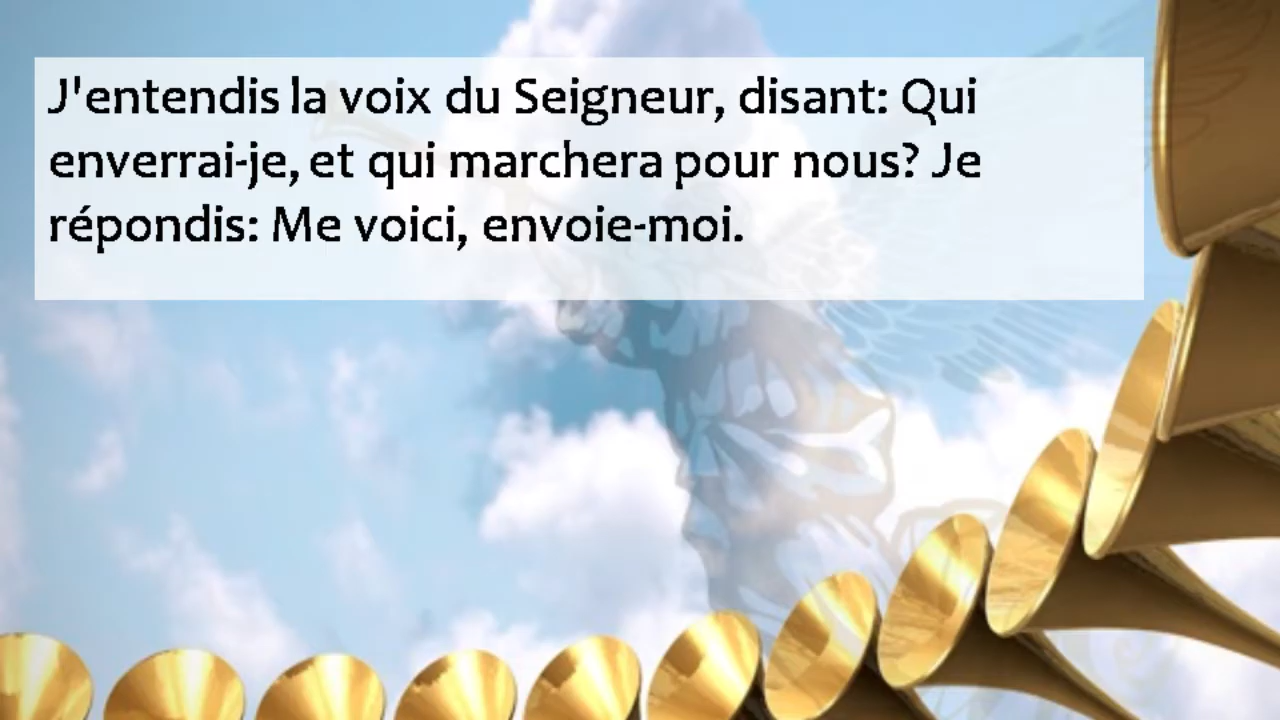 J'entendis la voix du Seigneur, disant: Qui
enverrai-je, et qui marchera pour nous? Je
répondis: Me voici, envoie-moi.